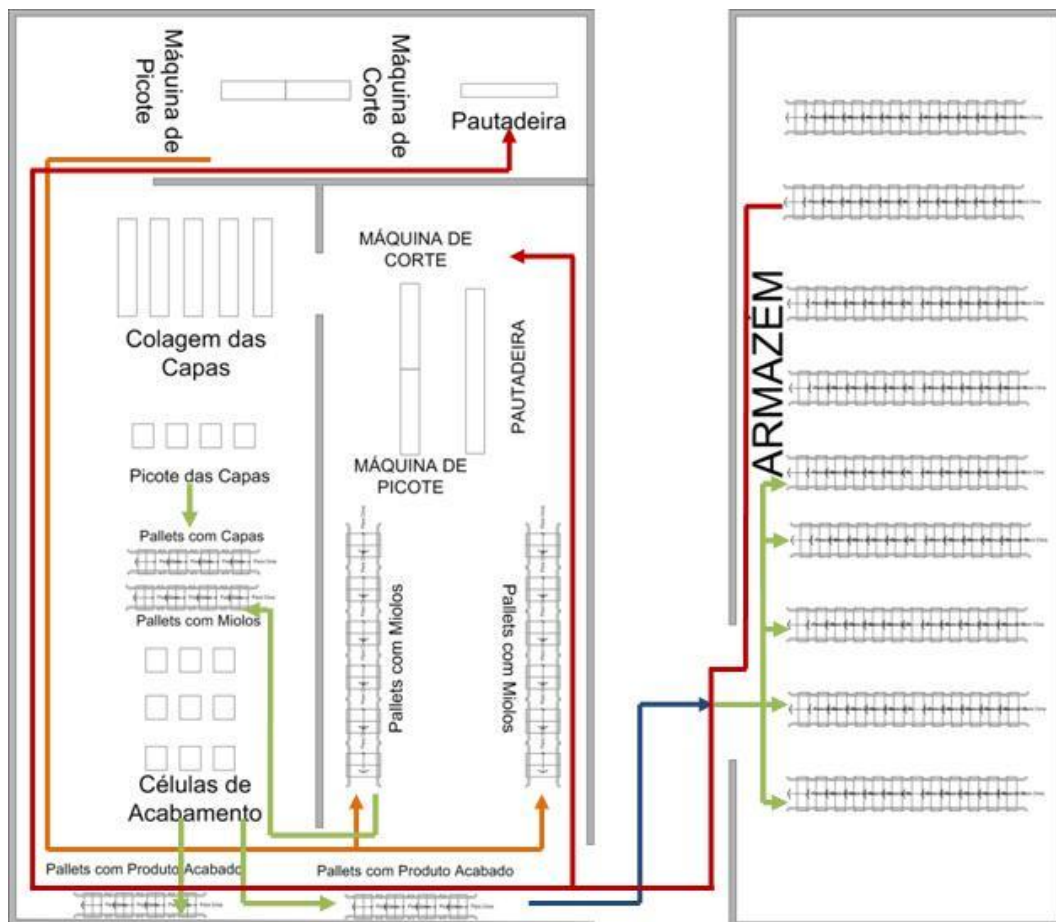 Máquina de
Picote
Máquina de
Corte
Pautadeira
MÁQUINA DE
CORTE
Colagem das
Capas
PAUTADEIRA
ARMAZÉM
Picote das Capas
MÁQUINA DE
PICOTE
Pallets com Capas
Pallets com Miolos
Pallets com Miolos
Pallets com Miolos
Células de
Acabamento
Pallets com Produto Acabado
Pallets com Produto Acabado